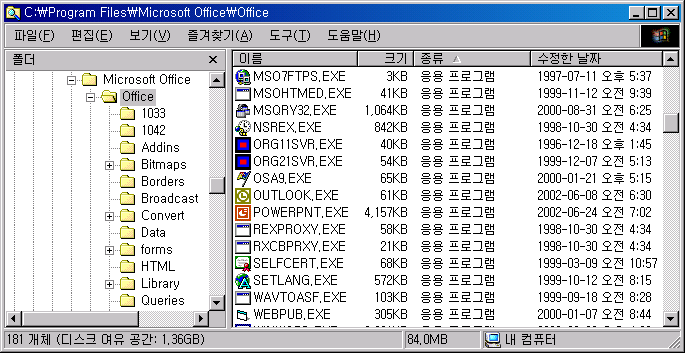 C:\Program Files\Microsoft Office\Office
파일(F) 편집(E) 보기(V) 즐겨찾기(A) 도구(T) 도움말(H)
폴더
Microsoft Office
Office
1033
1042
Addins
Bitmaps
Borders
Broadcast
Convert
Data
forms
HTML
Library
Queries
이름 크기 종류 수정한 날짜
MSO7FTPS.EXE 3KB 응용 프로그램 1997-07-11 오후 5:37
MSOHTMED.EXE 41KB 응용 프로그램 1999-11-12 오전 9:39
MSQRY32.EXE 1,064KB 응용 프로그램 2000-08-31 오전 6:25
NSREX.EXE 842KB 응용 프로그램 1998-10-30 오전 4:34
ORG11SVR.EXE 40KB 응용 프로그램 1996-12-18 오후 1:45
ORG21SVR.EXE 54KB 응용 프로그램 1999-12-07 오전 5:13
OSA9.EXE 65KB 응용 프로그램 2000-01-21 오전 5:15
OUTLOOK.EXE 61KB 응용 프로그램 2002-06-08 오전 6:30
POWERPNT.EXE 4,157KB 응용 프로그램 2002-06-24 오전 7:02
REXPROXY.EXE 58KB 응용 프로그램 1998-10-30 오전 4:34
RXCBPRXY.EXE 21KB 응용 프로그램 1998-10-30 오전 4:34
SELFCERT.EXE 68KB 응용 프로그램 1999-03-09 오전 10:57
SETLANG.EXE 572KB 응용 프로그램 1999-10-12 오전 8:15
WAVTOASF.EXE 103KB 응용 프로그램 1999-09-18 오전 8:28
WEBPUB.EXE 305KB 응용 프로그램 2000-01-07 오전 8:44
181 개체 (디스크 여유 공간: 1.36GB) 84.0MB 내 컴퓨터